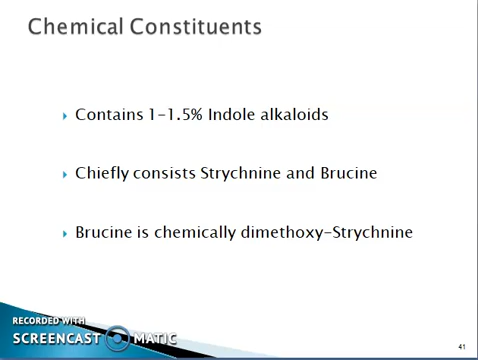 Chemical Constituents
Contains 1-1.5% Indole alkaloids
Chiefly consists Strychnine and Brucine
Brucine is chemically dimethoxy-Strychnine
RECORDED WITH
SCREENCAST MATIC
41